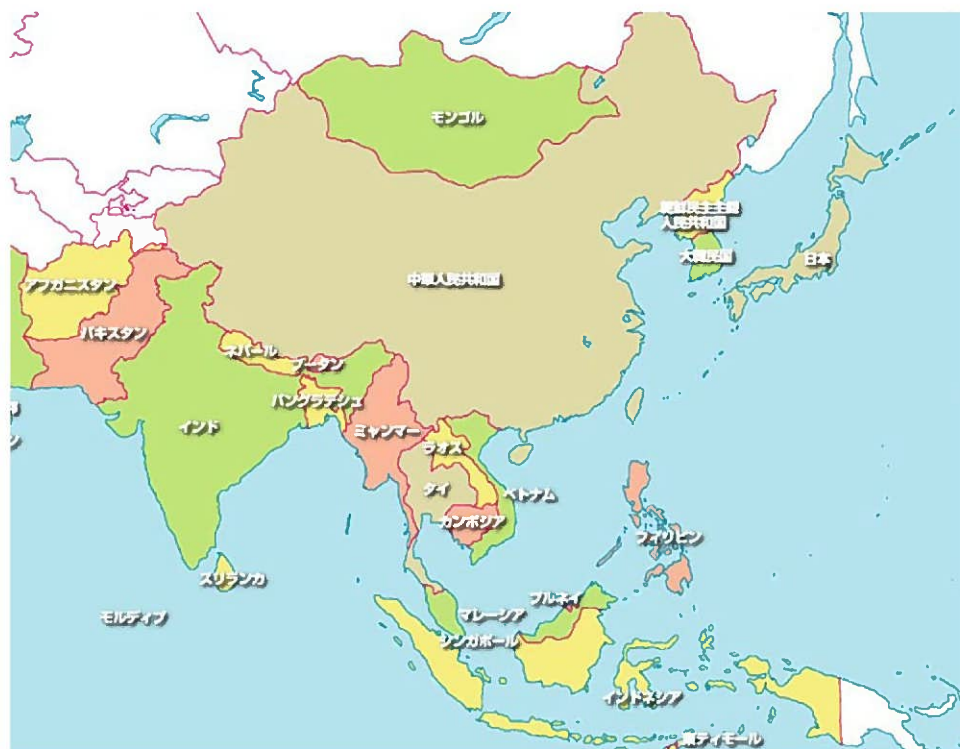 モンゴル
朝鮮民主主義
人民共和国
大韓民国
日本
中華人民共和国
アフガニスタン
パキスタン
ネパール
ブータン
バングラデシュ
インド
ミャンマー
ラオス
タイ
ベトナム
カンボジア
フィリピン
スリランカ
モルディブ
ブルネイ
マレーシア
シンガポール
インドネシア
東ティモール